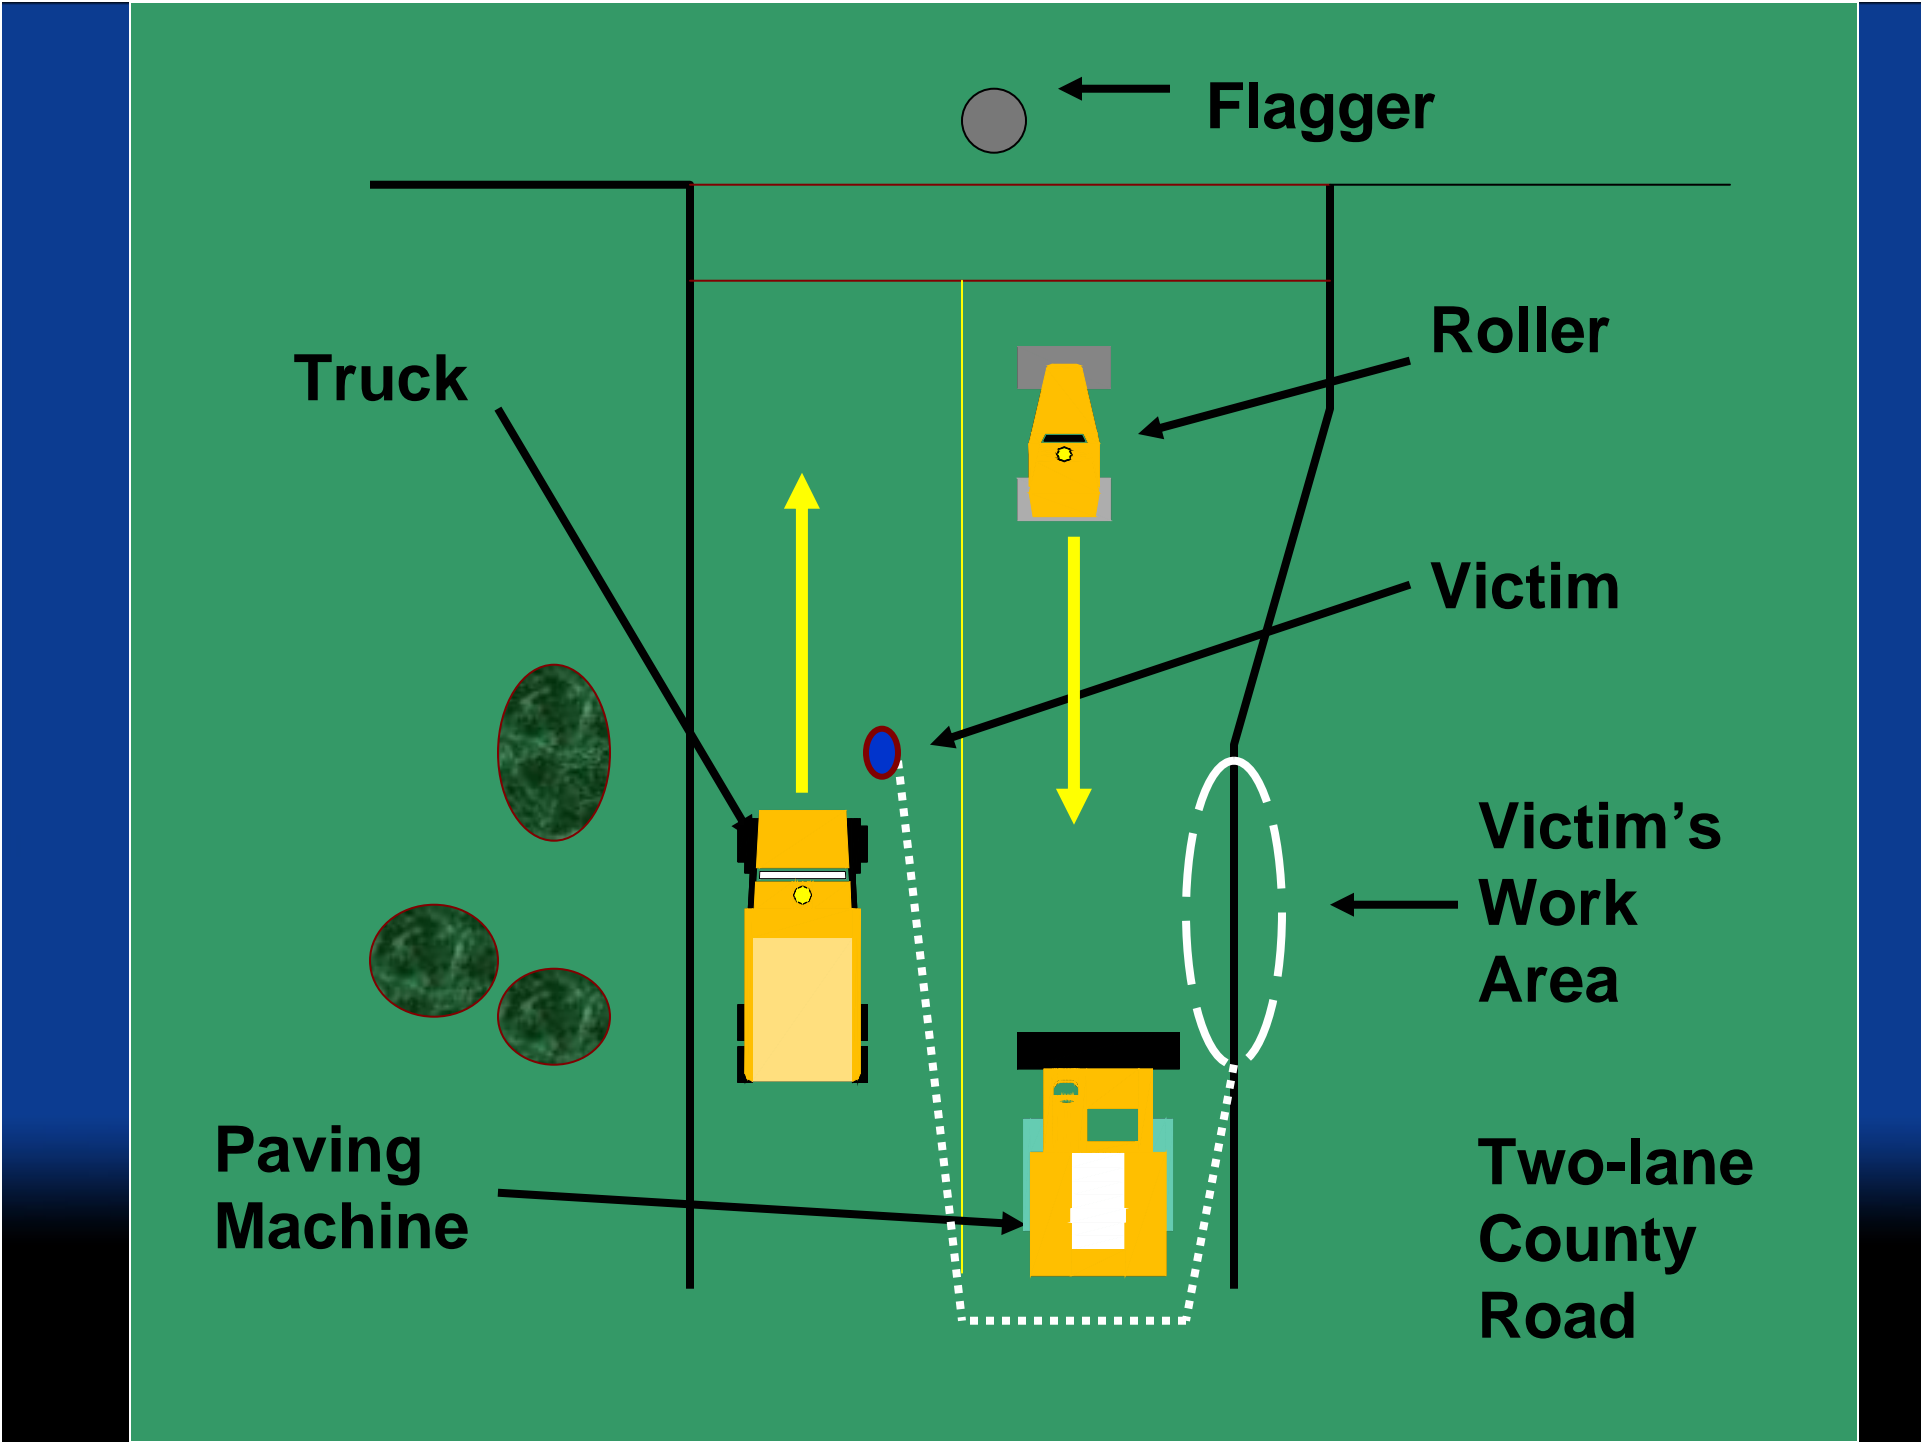 Flagger
Roller
Truck
Victim
Victim’s
Work
Area
Paving
Machine
Two-lane
County
Road